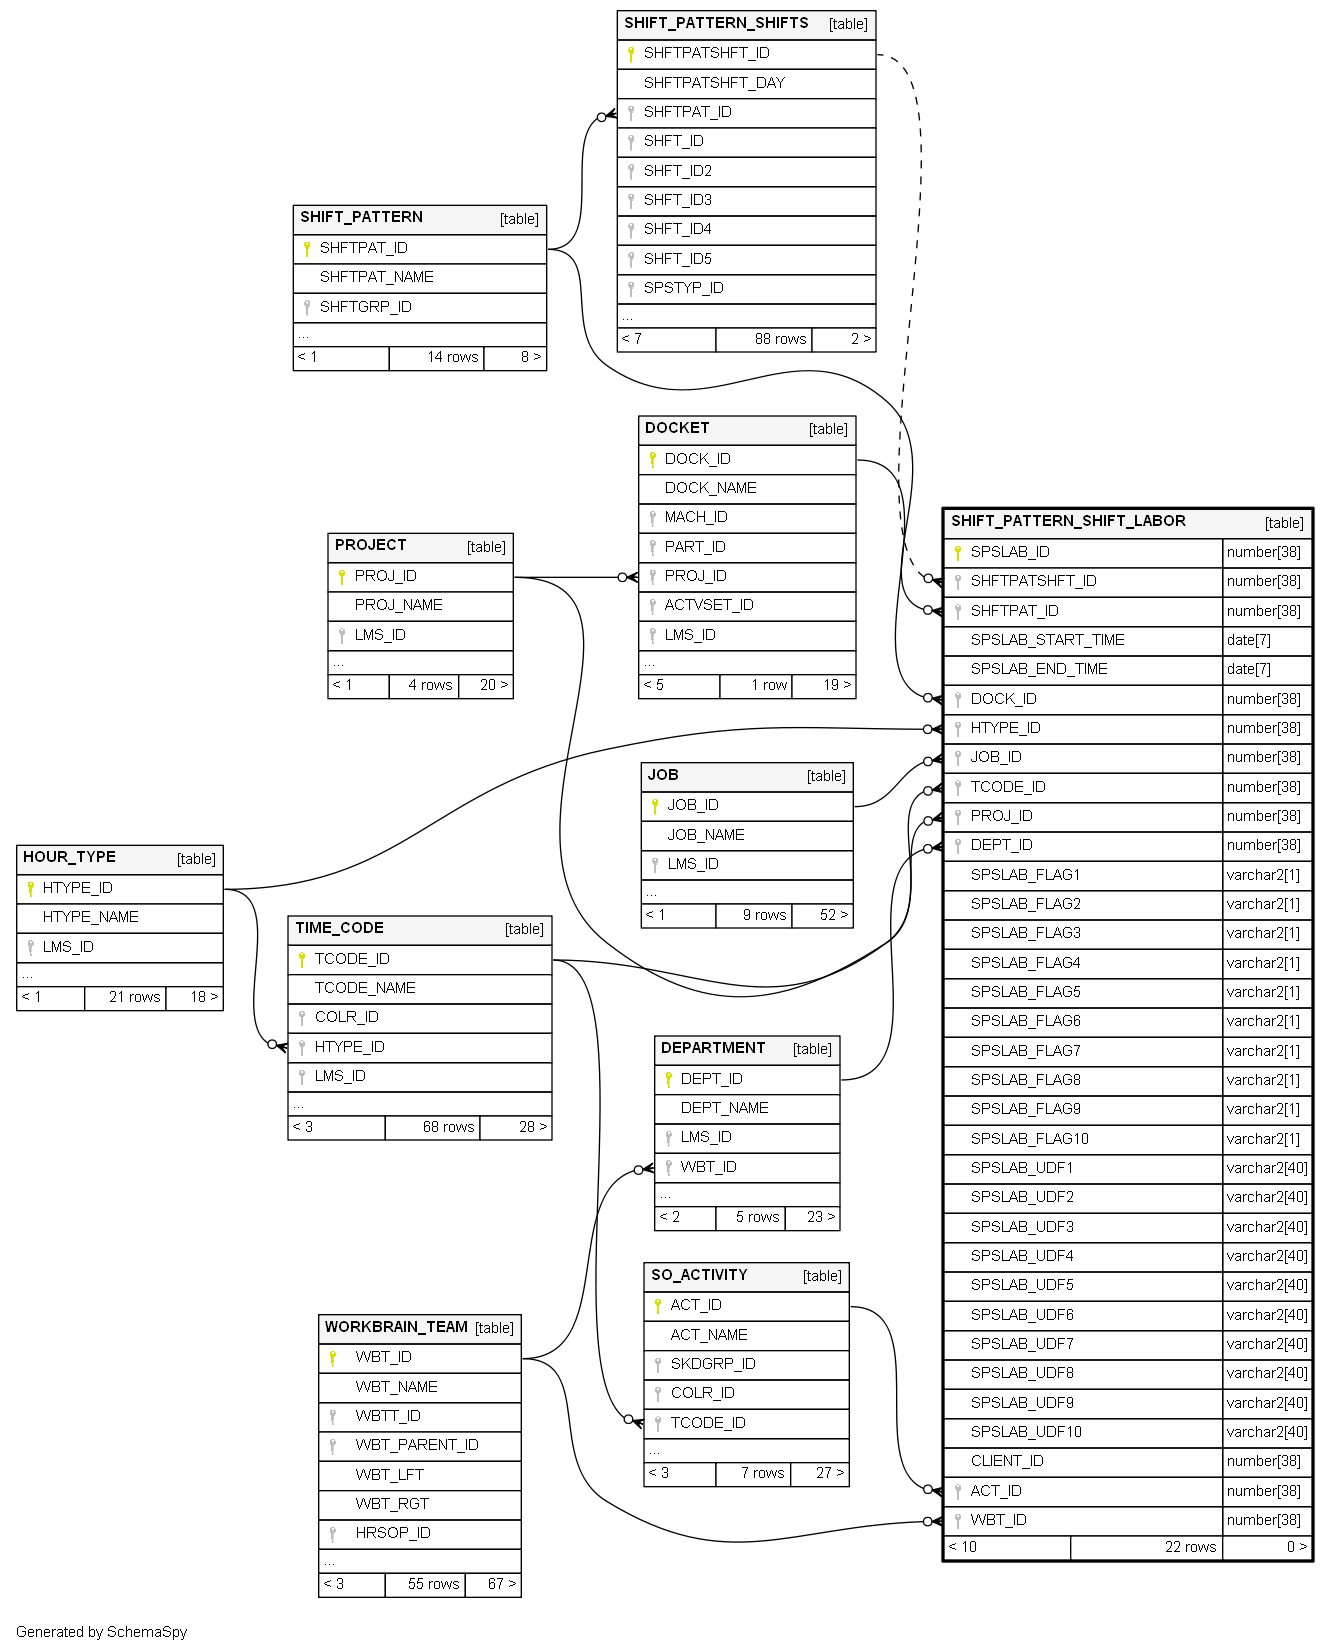 SHIFT_PATTERN_SHIFTS [table]
SHFTPATSHFT_ID
SHFTPATSHFT_DAY
SHFTPAT_ID
SHFT_ID
SHFT_ID2
SHFT_ID3
SHFT_ID4
SHFT_ID5
SPSTYP_ID
...
< 7 88 rows 2 >
SHIFT_PATTERN [table]
SHFTPAT_ID
SHFTPAT_NAME
SHFTGRP_ID
...
< 1 14 rows 8 >
DOCKET [table]
DOCK_ID
DOCK_NAME
MACH_ID
PART_ID
PROJ_ID
ACTVSET_ID
LMS_ID
...
< 5 1 row 19 >
PROJECT [table]
PROJ_ID
PROJ_NAME
LMS_ID
...
< 1 4 rows 20 >
JOB [table]
JOB_ID
JOB_NAME
LMS_ID
...
< 1 9 rows 52 >
HOUR_TYPE [table]
HTYPE_ID
HTYPE_NAME
LMS_ID
...
< 1 21 rows 18 >
TIME_CODE [table]
TCODE_ID
TCODE_NAME
COLR_ID
HTYPE_ID
LMS_ID
...
< 3 68 rows 28 >
DEPARTMENT [table]
DEPT_ID
DEPT_NAME
LMS_ID
WBT_ID
...
< 2 5 rows 23 >
SO_ACTIVITY [table]
ACT_ID
ACT_NAME
SKDGRP_ID
COLR_ID
TCODE_ID
...
< 3 7 rows 27 >
WORKBRAIN_TEAM [table]
WBT_ID
WBT_NAME
WBTT_ID
WBT_PARENT_ID
WBT_LFT
WBT_RGT
HRSOP_ID
...
< 3 55 rows 67 >
SHIFT_PATTERN_SHIFT_LABOR [table]
SPSLAB_ID number[38]
SHFTPATSHFT_ID number[38]
SHFTPAT_ID number[38]
SPSLAB_START_TIME date[7]
SPSLAB_END_TIME date[7]
DOCK_ID number[38]
HTYPE_ID number[38]
JOB_ID number[38]
TCODE_ID number[38]
PROJ_ID number[38]
DEPT_ID number[38]
SPSLAB_FLAG1 varchar2[1]
SPSLAB_FLAG2 varchar2[1]
SPSLAB_FLAG3 varchar2[1]
SPSLAB_FLAG4 varchar2[1]
SPSLAB_FLAG5 varchar2[1]
SPSLAB_FLAG6 varchar2[1]
SPSLAB_FLAG7 varchar2[1]
SPSLAB_FLAG8 varchar2[1]
SPSLAB_FLAG9 varchar2[1]
SPSLAB_FLAG10 varchar2[1]
SPSLAB_UDF1 varchar2[40]
SPSLAB_UDF2 varchar2[40]
SPSLAB_UDF3 varchar2[40]
SPSLAB_UDF4 varchar2[40]
SPSLAB_UDF5 varchar2[40]
SPSLAB_UDF6 varchar2[40]
SPSLAB_UDF7 varchar2[40]
SPSLAB_UDF8 varchar2[40]
SPSLAB_UDF9 varchar2[40]
SPSLAB_UDF10 varchar2[40]
CLIENT_ID number[38]
ACT_ID number[38]
WBT_ID number[38]
< 10 22 rows 0 >
Generated by SchemaSpy